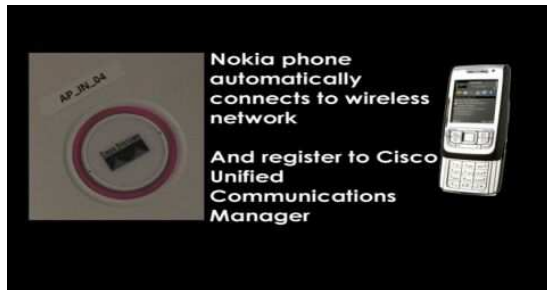 AP_IN_04
Nokia phone
automatically
connects to wireless
network
And register to Cisco
Unified
Communications
Manager